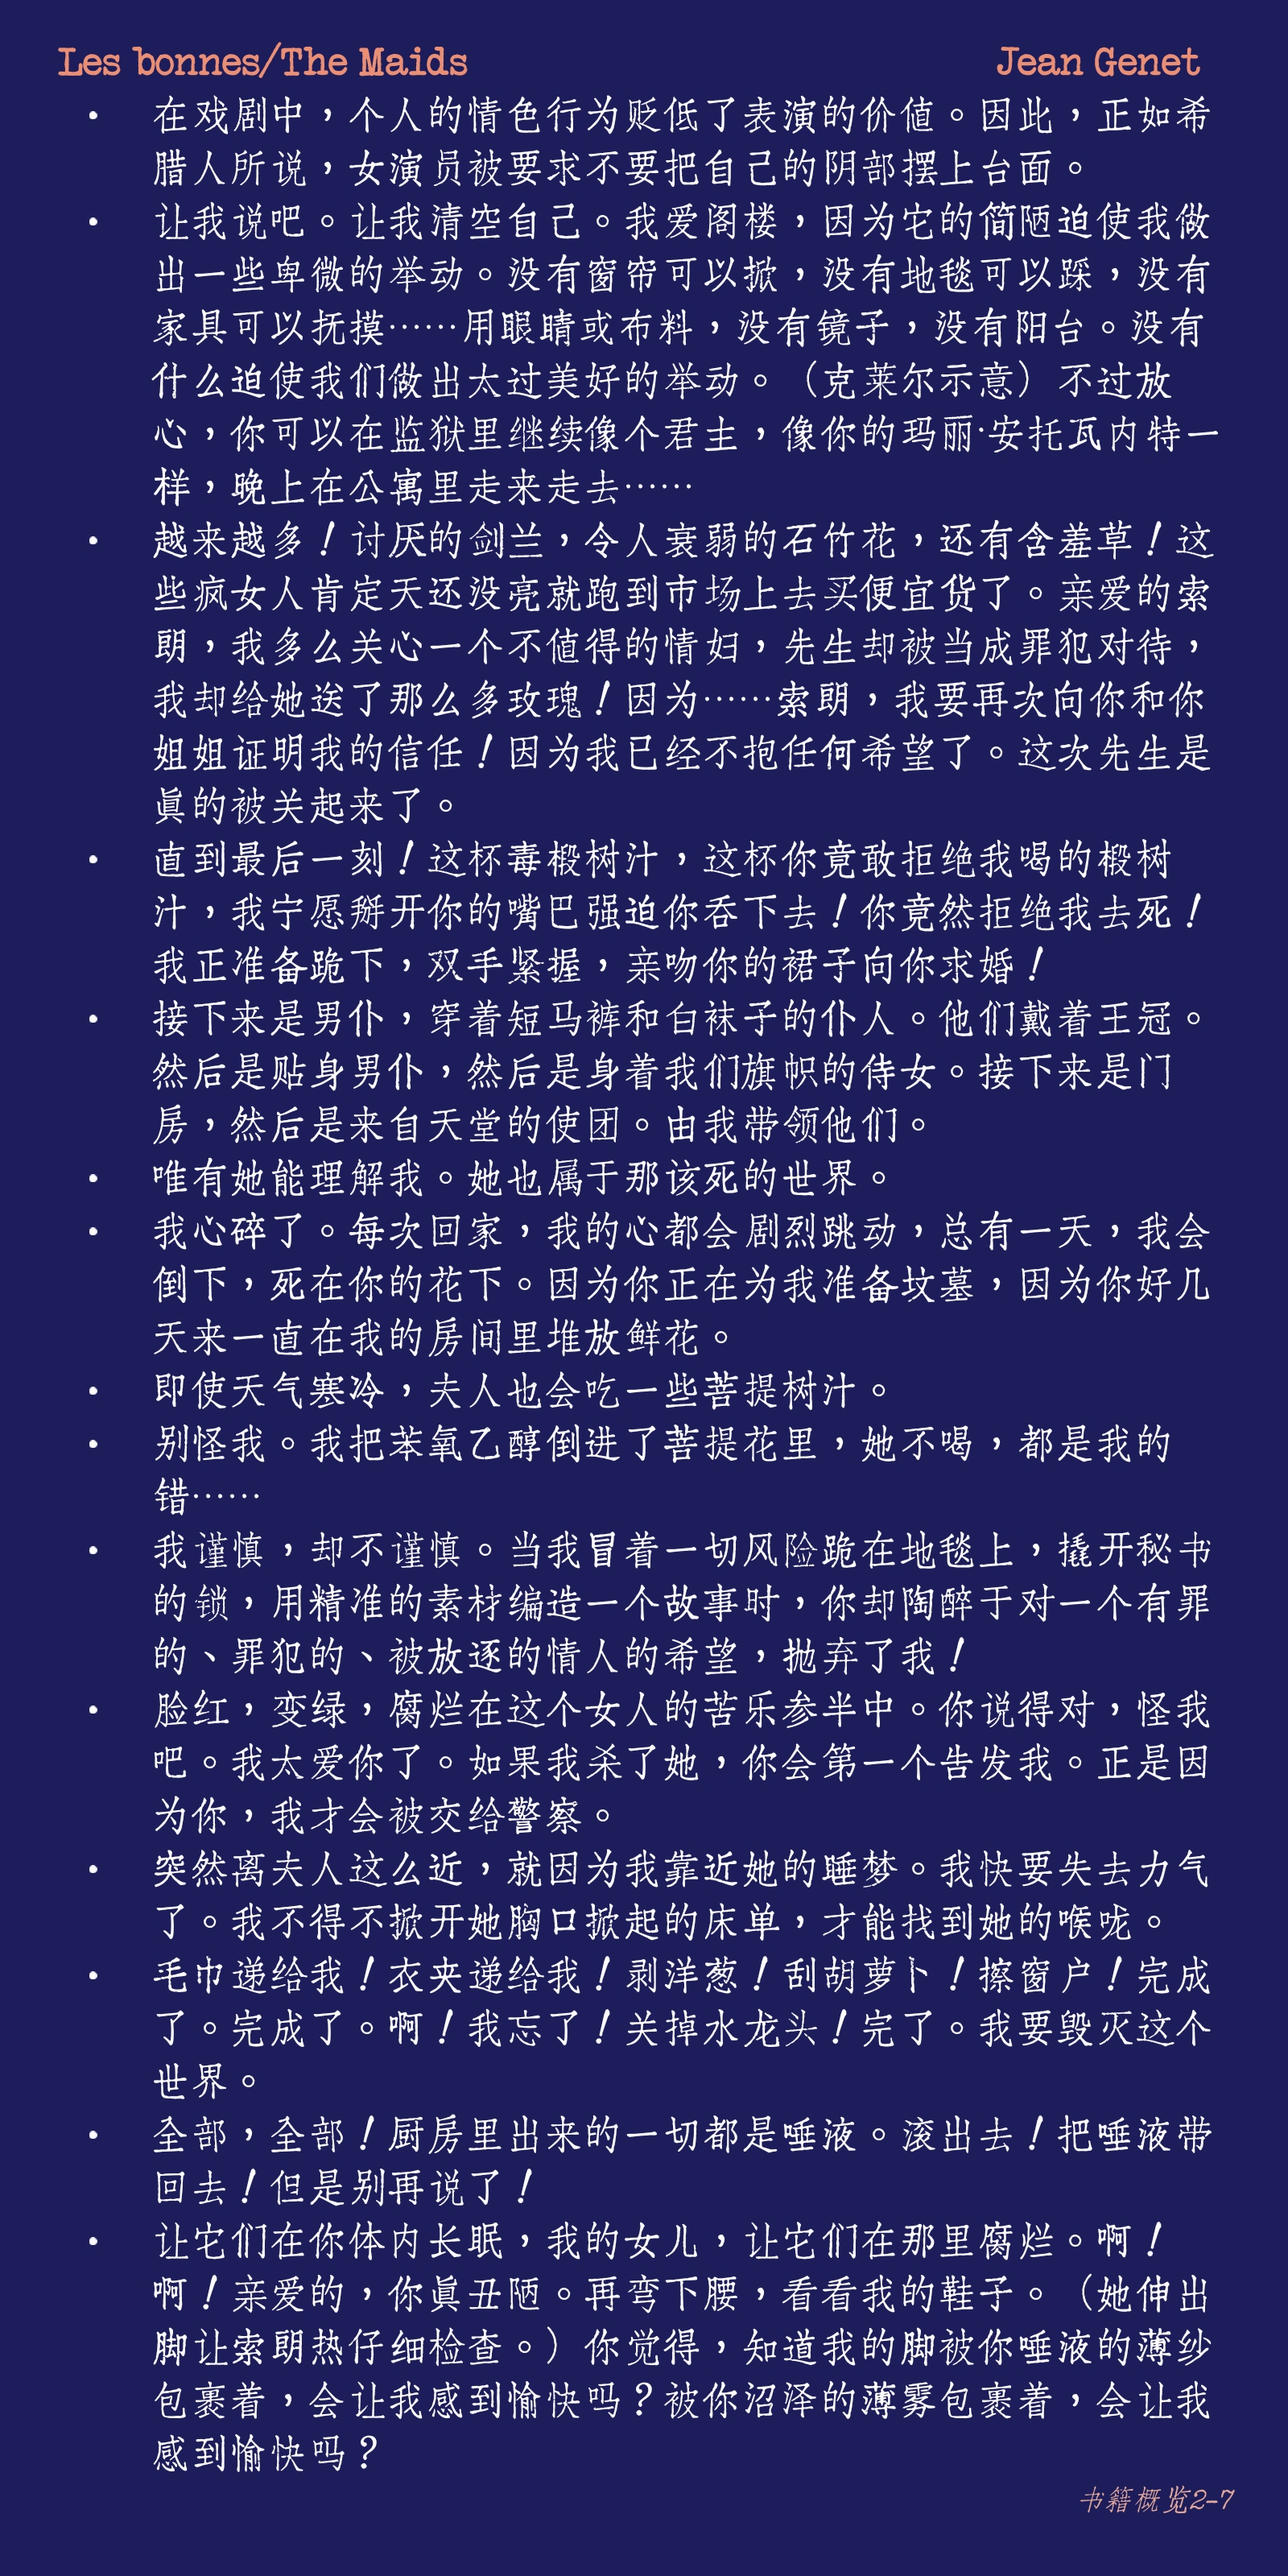 Les bonnes/The Maids Jean Genet
• 在戏剧中，个人的情色行为贬低了表演的价值。因此，正如希
腊人所说，女演员被要求不要把自己的阴部摆上台面。
• 让我说吧。让我清空自己。我爱阁楼，因为它的简陋迫使我做
出一些卑微的举动。没有窗帘可以掀，没有地毯可以踩，没有
家具可以抚摸……用眼睛或布料，没有镜子，没有阳台。没有
什么迫使我们做出太过美好的举动。（克莱尔示意）不过放
心，你可以在监狱里继续像个君主，像你的玛丽·安托瓦内特一
样，晚上在公寓里走来走去……
• 越来越多！讨厌的剑兰，令人衰弱的石竹花，还有含羞草！这
些疯女人肯定天还没亮就跑到市场上去买便宜货了。亲爱的索
朗，我多么关心一个不值得的情妇，先生却被当成罪犯对待，
我却给她送了那么多玫瑰！因为……索朗，我要再次向你和你
姐姐证明我的信任！因为我已经不抱任何希望了。这次先生是
真的被关起来了。
• 直到最后一刻！这杯毒椴树汁，这杯你竟敢拒绝我喝的椴树
汁，我宁愿掰开你的嘴巴强迫你吞下去！你竟然拒绝我去死！
我正准备跪下，双手紧握，亲吻你的裙子向你求婚！
• 接下来是男仆，穿着短马裤和白袜子的仆人。他们戴着王冠。
然后是贴身男仆，然后是身着我们旗帜的侍女。接下来是门
房，然后是来自天堂的使团。由我带领他们。
• 唯有她能理解我。她也属于那该死的世界。
• 我心碎了。每次回家，我的心都会剧烈跳动，总有一天，我会
倒下，死在你的花下。因为你正在为我准备坟墓，因为你好几
天来一直在我的房间里堆放鲜花。
• 即使天气寒冷，夫人也会吃一些菩提树汁。
• 别怪我。我把苯氧乙醇倒进了菩提花里，她不喝，都是我的
错……
• 我谨慎，却不谨慎。当我冒着一切风险跪在地毯上，撬开秘书
的锁，用精准的素材编造一个故事时，你却陶醉于对一个有罪
的、罪犯的、被放逐的情人的希望，抛弃了我！
• 脸红，变绿，腐烂在这个女人的苦乐参半中。你说得对，怪我
吧。我太爱你了。如果我杀了她，你会第一个告发我。正是因
为你，我才会被交给警察。
• 突然离夫人这么近，就因为我靠近她的睡梦。我快要失去力气
了。我不得不掀开她胸口掀起的床单，才能找到她的喉咙。
• 毛巾递给我！衣夹递给我！剥洋葱！刮胡萝卜！擦窗户！完成
了。完成了。啊！我忘了！关掉水龙头！完了。我要毁灭这个
世界。
• 全部，全部！厨房里出来的一切都是唾液。滚出去！把唾液带
回去！但是别再说了！
• 让它们在你体内长眠，我的女儿，让它们在那里腐烂。啊！
啊！亲爱的，你真丑陋。再弯下腰，看看我的鞋子。（她伸出
脚让索朗热仔细检查。）你觉得，知道我的脚被你唾液的薄纱
包裹着，会让我感到愉快吗？被你沼泽的薄雾包裹着，会让我
感到愉快吗？
书籍概览2-7